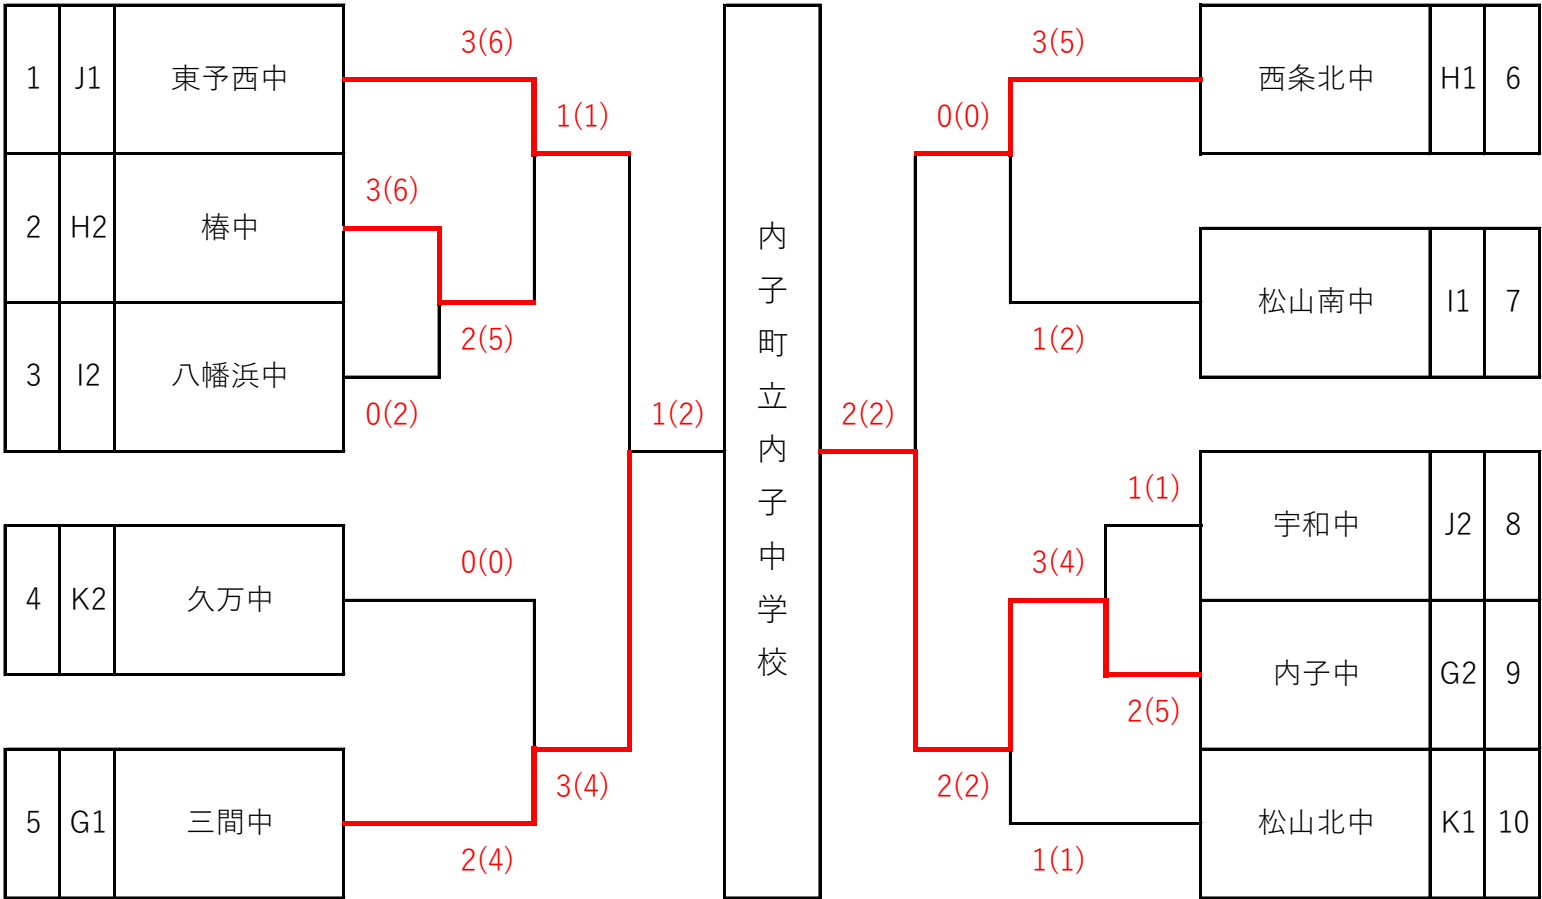 3(6)
1 J1 東予西中
1(1)
3(6)
2 H2 椿中
2(5)
3 I2 八幡浜中
0(2)
1(2)
0(0)
4 K2 久万中
3(4)
5 G1 三間中
2(4)
内子町立内子中学校
3(5)
西条北中 H1 6
0(0)
松山南中 I1 7
1(2)
2(2)
1(1)
宇和中 J2 8
3(4)
内子中 G2 9
2(5)
2(2)
松山北中 K1 10
1(1)